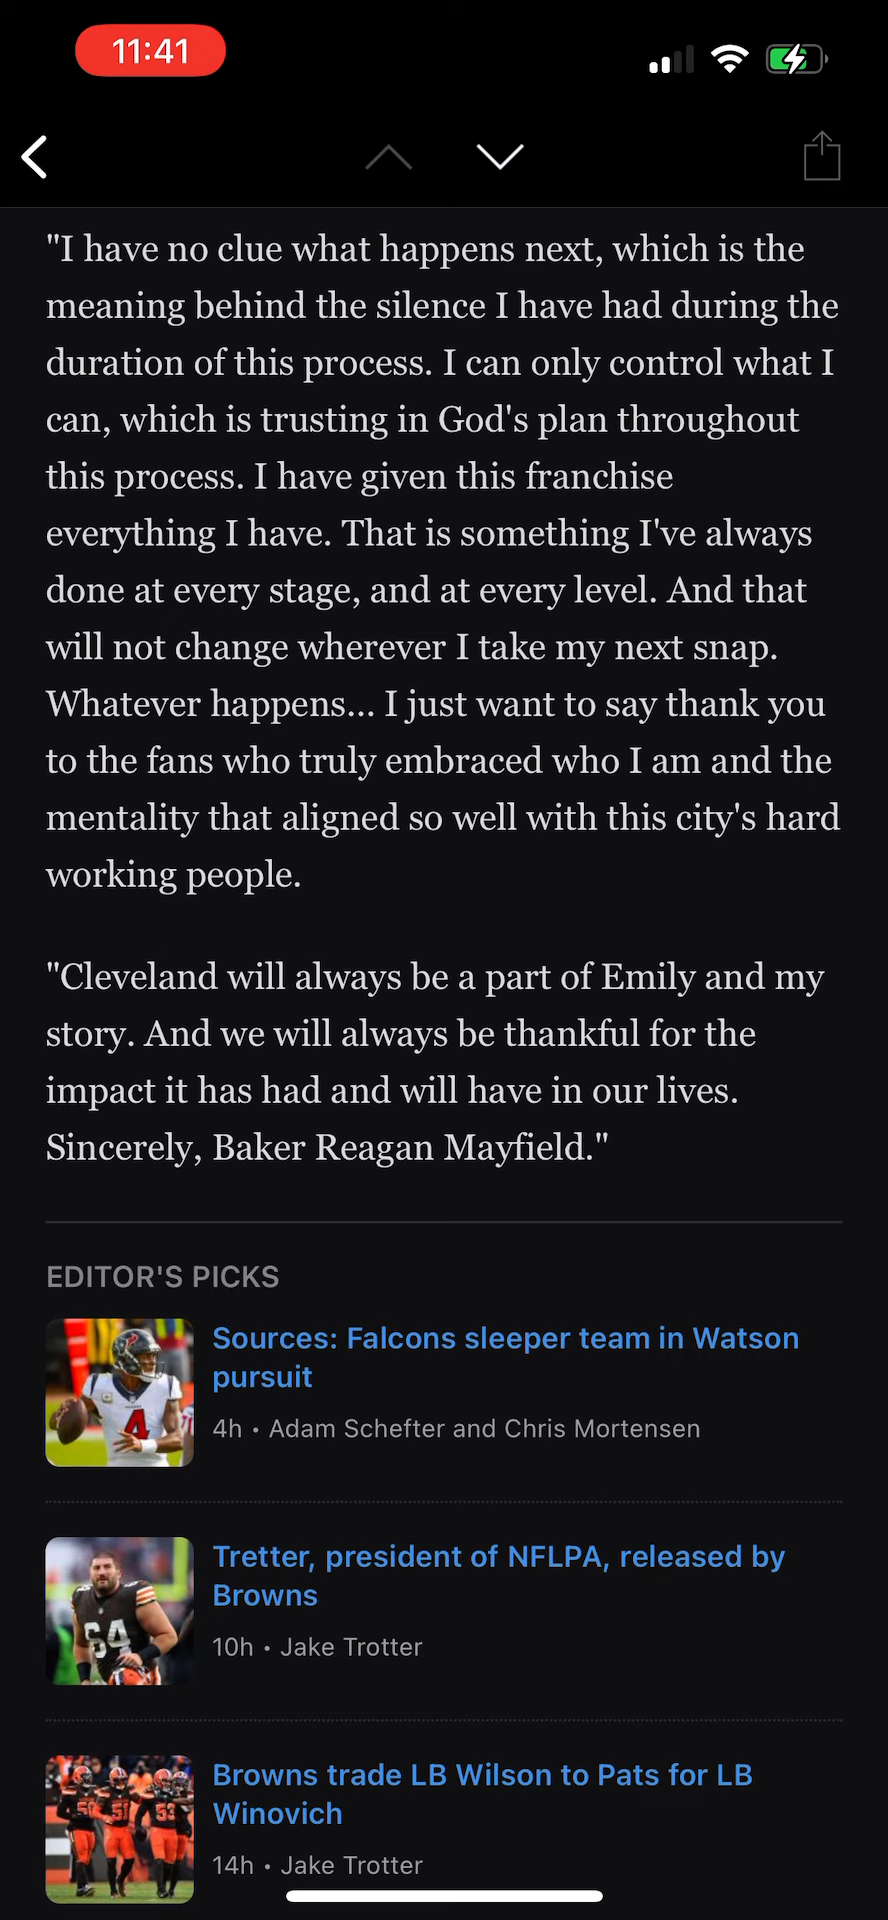 11:41
"I have no clue what happens next, which is the
meaning behind the silence I have had during the
duration of this process. I can only control what I
can, which is trusting in God's plan throughout
this process. I have given this franchise
everything I have. That is something I've always
done at every stage, and at every level. And that
will not change wherever I take my next snap.
Whatever happens... I just want to say thank you
to the fans who truly embraced who I am and the
mentality that aligned so well with this city's hard
working people.
"Cleveland will always be a part of Emily and my
story. And we will always be thankful for the
impact it has had and will have in our lives.
Sincerely, Baker Reagan Mayfield."
EDITOR'S PICKS
Sources: Falcons sleeper team in Watson
pursuit
4h • Adam Schefter and Chris Mortensen
4
Tretter, president of NFLPA, released by
Browns
10h • Jake Trotter
64
Browns trade LB Wilson to Pats for LB
Winovich
14h • Jake Trotter
51
53